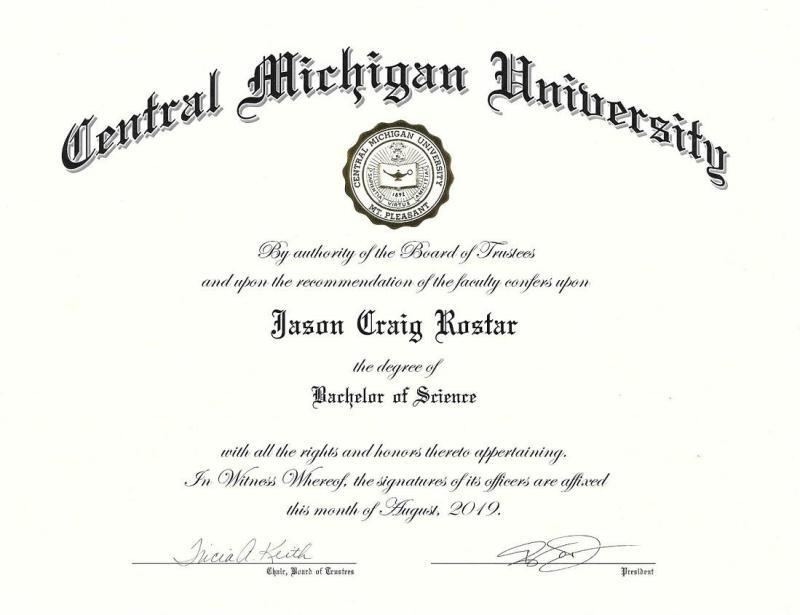 Central Michigan University
CENTRAL MICHIGAN UNIVERSITY
SAPIENTIA VIRTUS AMICITIA
1892
MT. PLEASANT
By authority of the Board of Trustees
and upon the recommendation of the faculty confers upon
Jason Craig Rostar
the degree of
Bachelor of Science
with all the rights and honors thereto appertaining.
In Witness Whereof, the signatures of its officers are affixed
this month of August, 2019.
Tricia A. Keith
Chair, Board of Trustees
President